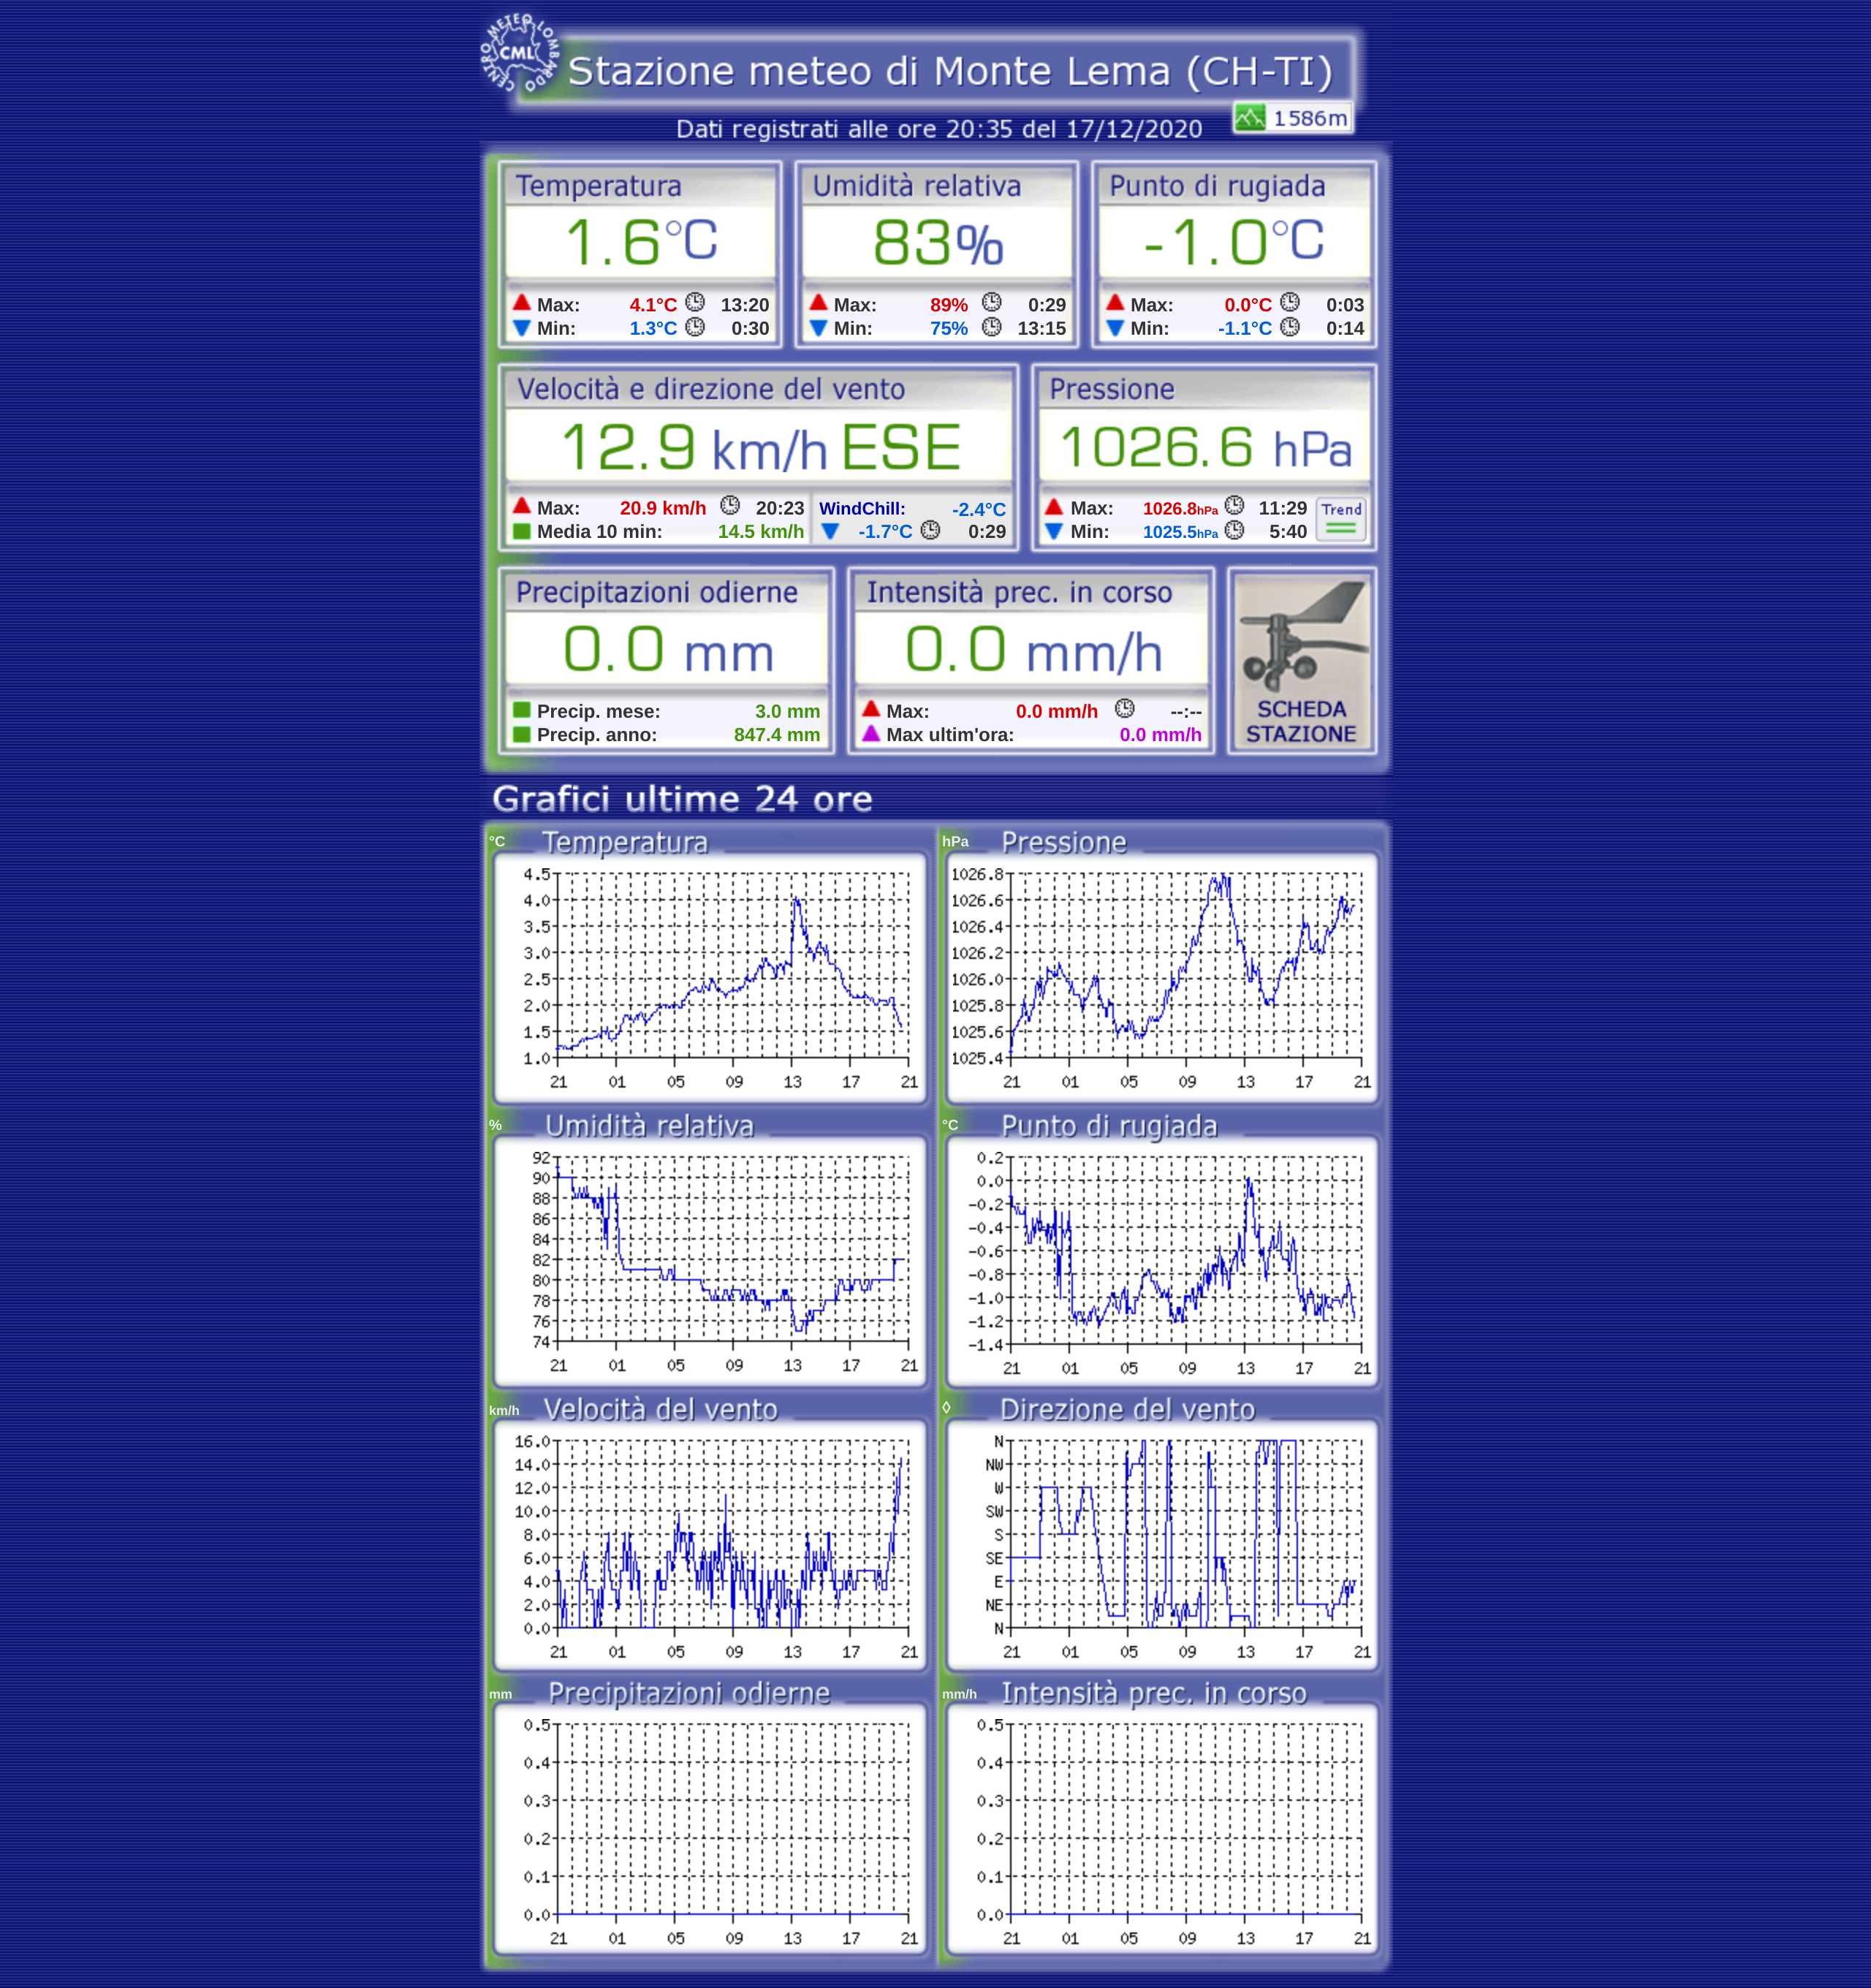 CENTRO METEO LOMBARDO
CML
Stazione meteo di Monte Lema (CH-TI)
1586m
Dati registrati alle ore 20:35 del 17/12/2020
Temperatura
1.6°C
Max: 4.1°C 13:20
Min: 1.3°C 0:30
Umidità relativa
83%
Max: 89% 0:29
Min: 75% 13:15
Punto di rugiada
-1.0°C
Max: 0.0°C 0:03
Min: -1.1°C 0:14
Velocità e direzione del vento
12.9 km/h ESE
Max: 20.9 km/h 20:23
Media 10 min: 14.5 km/h
WindChill: -2.4°C
-1.7°C 0:29
Pressione
1026.6 hPa
Max: 1026.8hPa 11:29
Min: 1025.5hPa 5:40
Trend
Precipitazioni odierne
0.0 mm
Precip. mese: 3.0 mm
Precip. anno: 847.4 mm
Intensità prec. in corso
0.0 mm/h
Max: 0.0 mm/h --:--
Max ultim'ora: 0.0 mm/h
SCHEDA
STAZIONE
Grafici ultime 24 ore
°C Temperatura
4.5
4.0
3.5
3.0
2.5
2.0
1.5
1.0
21 01 05 09 13 17 21
hPa Pressione
1026.8
1026.6
1026.4
1026.2
1026.0
1025.8
1025.6
1025.4
21 01 05 09 13 17 21
% Umidità relativa
92
90
88
86
84
82
80
78
76
74
21 01 05 09 13 17 21
°C Punto di rugiada
0.2
0.0
-0.2
-0.4
-0.6
-0.8
-1.0
-1.2
-1.4
21 01 05 09 13 17 21
km/h Velocità del vento
16.0
14.0
12.0
10.0
8.0
6.0
4.0
2.0
0.0
21 01 05 09 13 17 21
◊ Direzione del vento
N
NW
W
SW
S
SE
E
NE
N
21 01 05 09 13 17 21
mm Precipitazioni odierne
0.5
0.4
0.3
0.2
0.1
0.0
21 01 05 09 13 17 21
mm/h Intensità prec. in corso
0.5
0.4
0.3
0.2
0.1
0.0
21 01 05 09 13 17 21